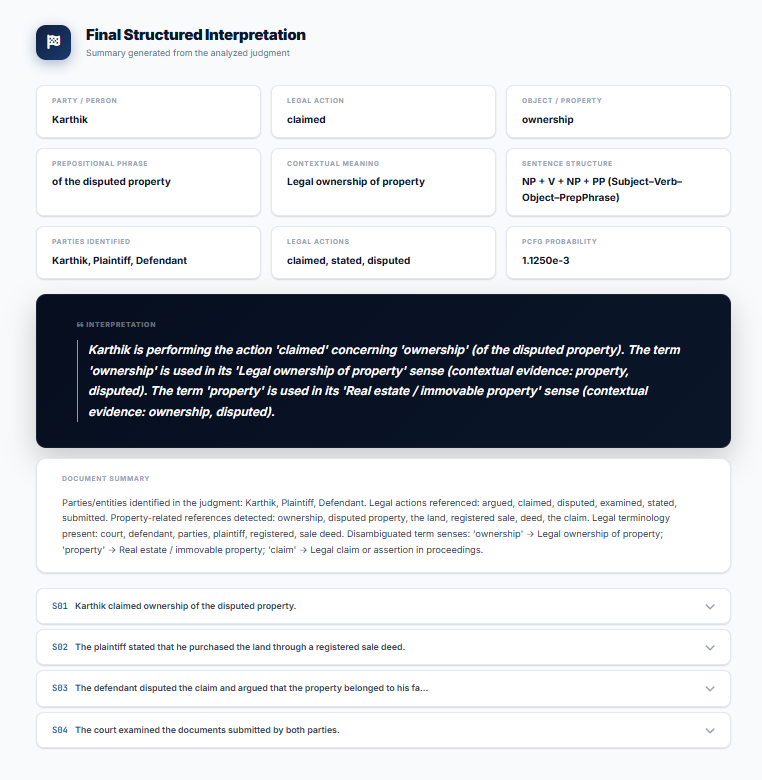 Final Structured Interpretation
Summary generated from the analyzed judgment
PARTY / PERSON
Karthik
LEGAL ACTION
claimed
OBJECT / PROPERTY
ownership
PREPOSITIONAL PHRASE
of the disputed property
CONTEXTUAL MEANING
Legal ownership of property
SENTENCE STRUCTURE
NP + V + NP + PP (Subject–Verb–
Object–PrepPhrase)
PARTIES IDENTIFIED
Karthik, Plaintiff, Defendant
LEGAL ACTIONS
claimed, stated, disputed
PCFG PROBABILITY
1.1250e-3
❝ INTERPRETATION
Karthik is performing the action 'claimed' concerning 'ownership' (of the disputed property). The term
'ownership' is used in its 'Legal ownership of property' sense (contextual evidence: property,
disputed). The term 'property' is used in its 'Real estate / immovable property' sense (contextual
evidence: ownership, disputed).
DOCUMENT SUMMARY
Parties/entities identified in the judgment: Karthik, Plaintiff, Defendant. Legal actions referenced: argued, claimed, disputed, examined, stated,
submitted. Property-related references detected: ownership, disputed property, the land, registered sale, deed, the claim. Legal terminology
present: court, defendant, parties, plaintiff, registered, sale deed. Disambiguated term senses: 'ownership' → Legal ownership of property;
'property' → Real estate / immovable property; 'claim' → Legal claim or assertion in proceedings.
S01 Karthik claimed ownership of the disputed property.
S02 The plaintiff stated that he purchased the land through a registered sale deed.
S03 The defendant disputed the claim and argued that the property belonged to his fa...
S04 The court examined the documents submitted by both parties.